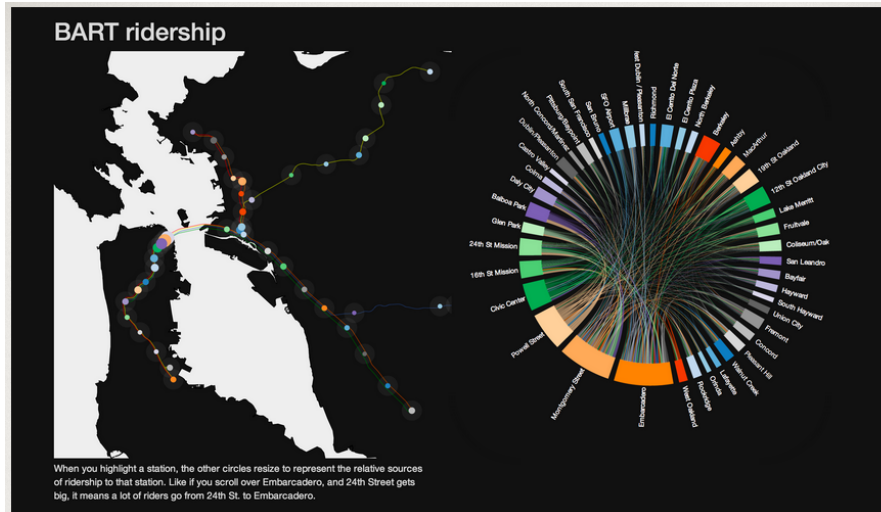 BART ridership
West Dublin / Pleasanton
Richmond
El Cerrito Del Norte
El Cerrito Plaza
North Berkeley
Berkeley
Ashby
MacArthur
19th St Oakland
12th St Oakland City
Lake Merritt
Fruitvale
Coliseum/Oak
San Leandro
Bayfair
Hayward
South Hayward
Union City
Fremont
Concord
Pleasant Hill
Walnut Creek
Lafayette
Orinda
Rockridge
West Oakland
Embarcadero
Montgomery Street
Powell Street
Civic Center
16th St Mission
24th St Mission
Glen Park
Balboa Park
Daly City
Colma
Castro Valley
Dublin/Pleasanton
North Concord/Martinez
Pittsburg/Baypoint
South San Francisco
San Bruno
SFO Airport
Millbrae
When you highlight a station, the other circles resize to represent the relative sources
of ridership to that station. Like if you scroll over Embarcadero, and 24th Street gets
big, it means a lot of riders go from 24th St. to Embarcadero.